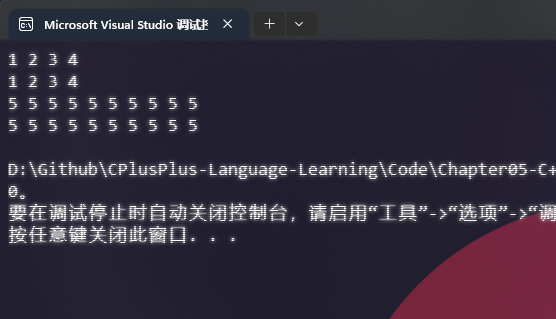 Microsoft Visual Studio 调试
1 2 3 4
1 2 3 4
5 5 5 5 5 5 5 5 5 5
5 5 5 5 5 5 5 5 5 5
D:\Github\CPlusPlus-Language-Learning\Code\Chapter05-C+
0。
要在调试停止时自动关闭控制台，请启用“工具”->“选项”->“调
按任意键关闭此窗口. . .